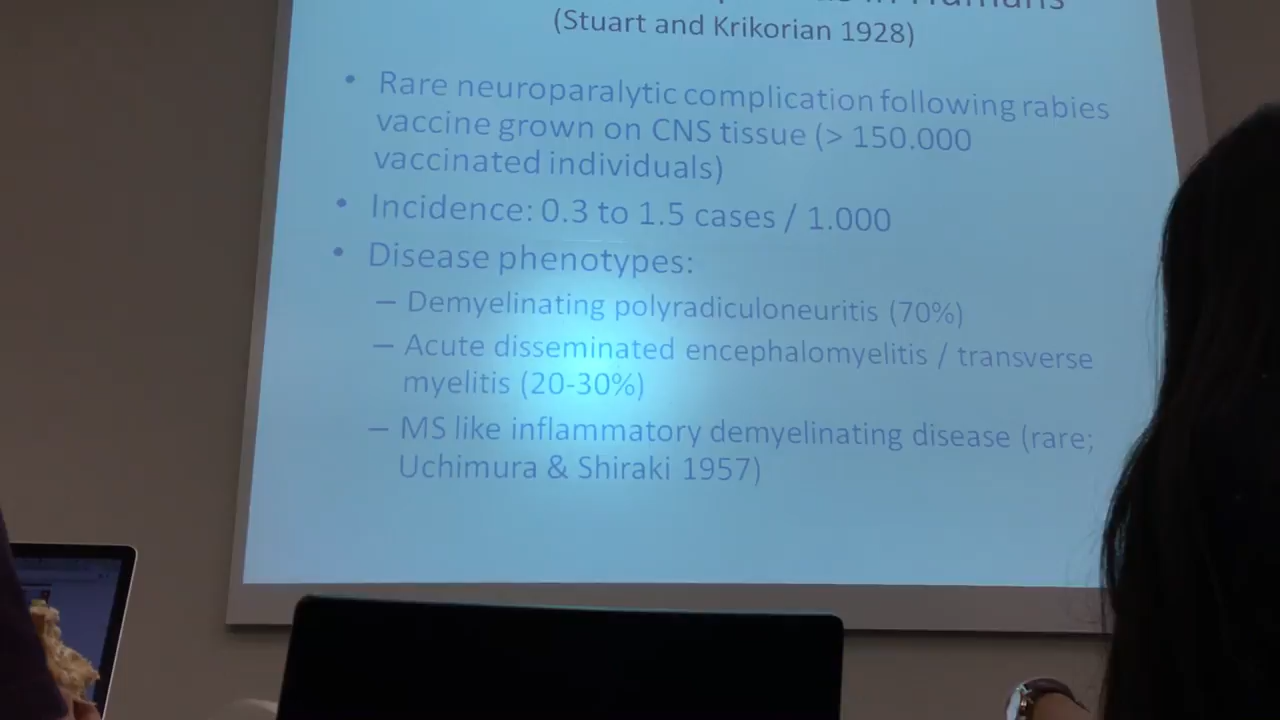 in Humans
(Stuart and Krikorian 1928)
• Rare neuroparalytic complication following rabies
vaccine grown on CNS tissue (> 150.000
vaccinated individuals)
• Incidence: 0.3 to 1.5 cases / 1.000
• Disease phenotypes:
– Demyelinating polyradiculoneuritis (70%)
– Acute disseminated encephalomyelitis / transverse
myelitis (20-30%)
– MS like inflammatory demyelinating disease (rare;
Uchimura & Shiraki 1957)